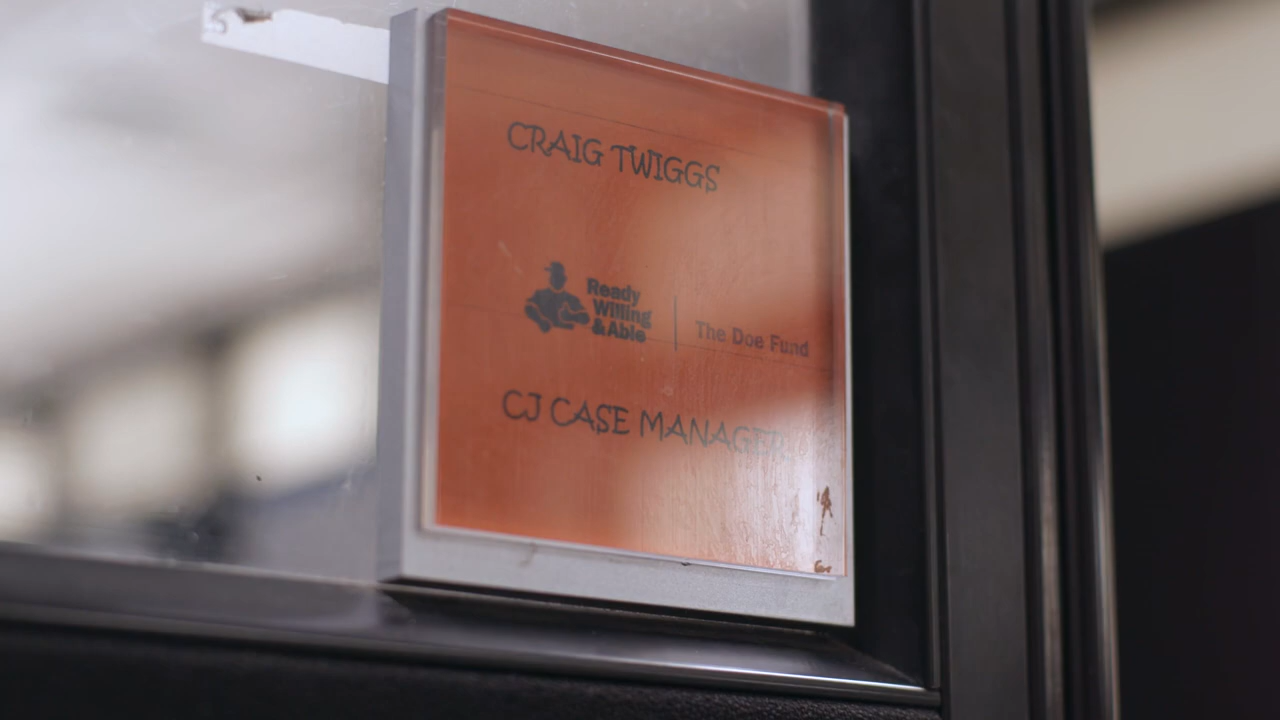 CRAIG TWIGGS
Ready
Willing
& Able
The Doe Fund
CJ CASE MANAGER